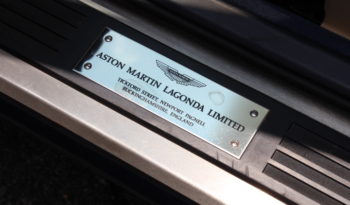 ASTON MARTIN LAGONDA LIMITED
TICKFORD STREET, NEWPORT PAGNELL
BUCKINGHAMSHIRE, ENGLAND